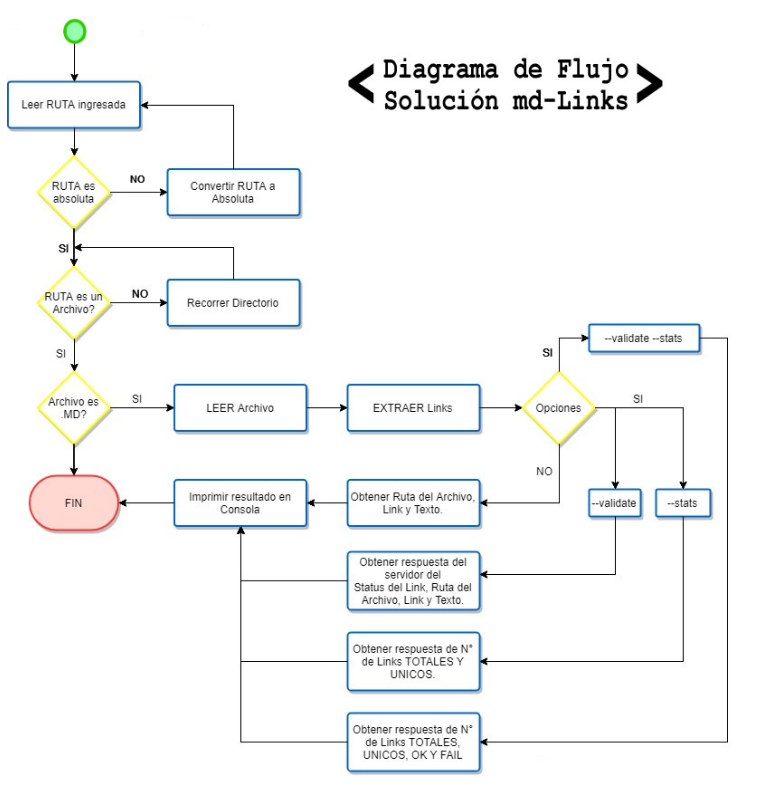 < Diagrama de Flujo >
Solución md-Links
Leer RUTA ingresada
RUTA es
absoluta
NO
Convertir RUTA a
Absoluta
SI
RUTA es un
Archivo?
NO
Recorrer Directorio
SI
Archivo es
.MD?
SI
LEER Archivo
EXTRAER Links
Opciones
SI
--validate --stats
SI
--validate
--stats
NO
Obtener Ruta del Archivo,
Link y Texto.
Imprimir resultado en
Consola
FIN
Obtener respuesta del
servidor del
Status del Link, Ruta del
Archivo, Link y Texto.
Obtener respuesta de N°
de Links TOTALES Y
UNICOS.
Obtener respuesta de N°
de Links TOTALES,
UNICOS, OK Y FAIL